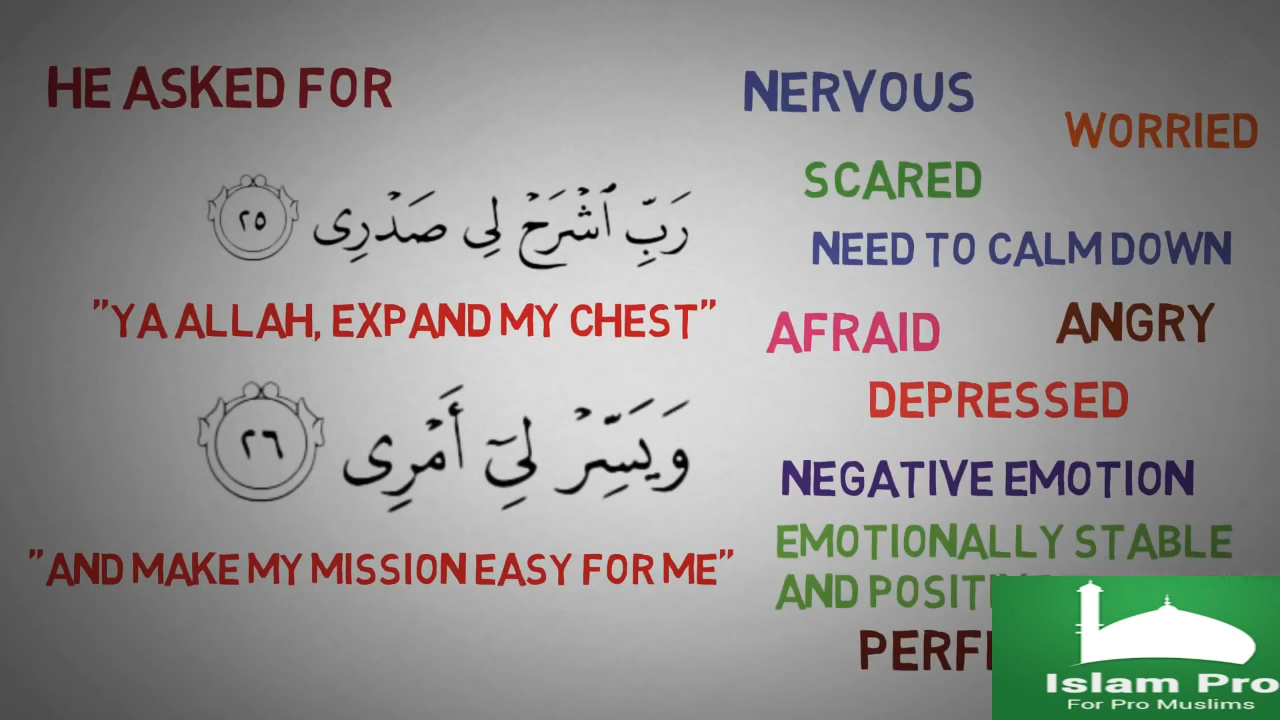 HE ASKED FOR
رَبِّ ٱشْرَحْ لِى صَدْرِى ٢٥
"YA ALLAH, EXPAND MY CHEST"
وَيَسِّرْ لِىٓ أَمْرِى ٢٦
"AND MAKE MY MISSION EASY FOR ME"
NERVOUS
WORRIED
SCARED
NEED TO CALM DOWN
AFRAID
ANGRY
DEPRESSED
NEGATIVE EMOTION
EMOTIONALLY STABLE
AND
Islam Pro
For Pro Muslims